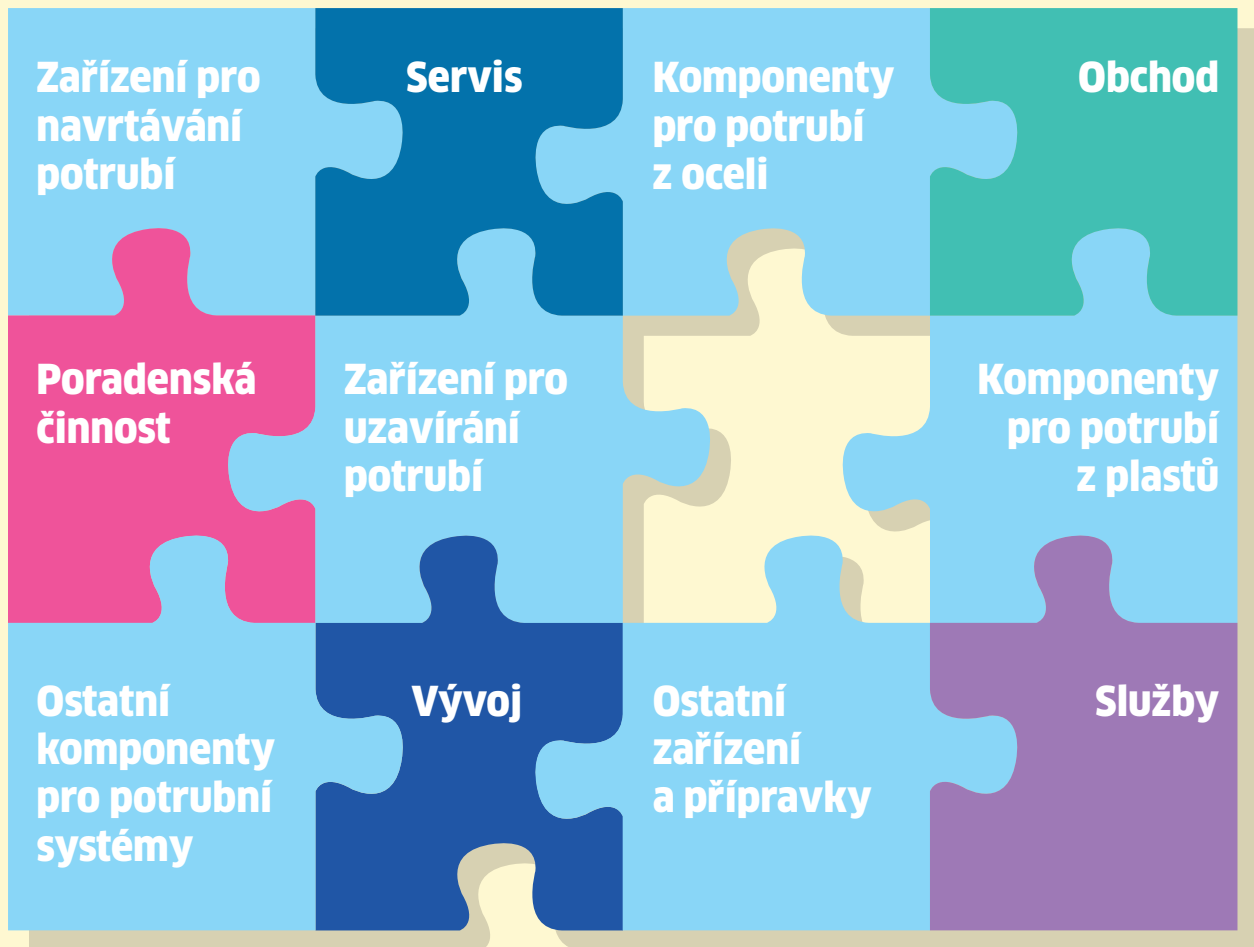 Zařízení pro
navrtávání
potrubí
Servis
Komponenty
pro potrubí
z oceli
Obchod
Poradenská
činnost
Zařízení pro
uzavírání
potrubí
Komponenty
pro potrubí
z plastů
Ostatní
komponenty
pro potrubní
systémy
Vývoj
Ostatní
zařízení
a přípravky
Služby